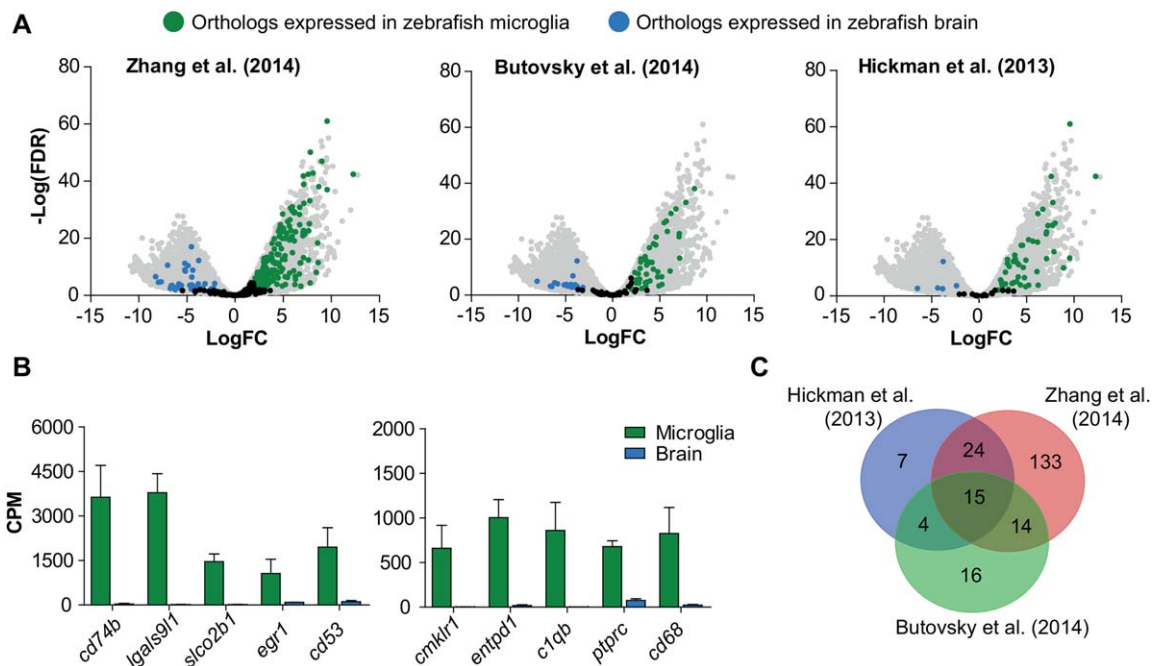 A
Orthologs expressed in zebrafish microglia
Orthologs expressed in zebrafish brain
Zhang et al. (2014)
80
60
40
20
0
-Log(FDR)
-15 -10 -5 0 5 10 15
LogFC
Butovsky et al. (2014)
80
60
40
20
0
-15 -10 -5 0 5 10 15
LogFC
Hickman et al. (2013)
80
60
40
20
0
-15 -10 -5 0 5 10 15
LogFC
B
6000
4500
3000
1500
0
CPM
cd74b lgals9l1 slco2b1 egr1 cd53
2000
1500
1000
500
0
Microglia
Brain
cmklr1 entpd1 c1qb ptprc cd68
C
Hickman et al.
(2013)
Zhang et al.
(2014)
7 24 133
15
4 14
16
Butovsky et al. (2014)